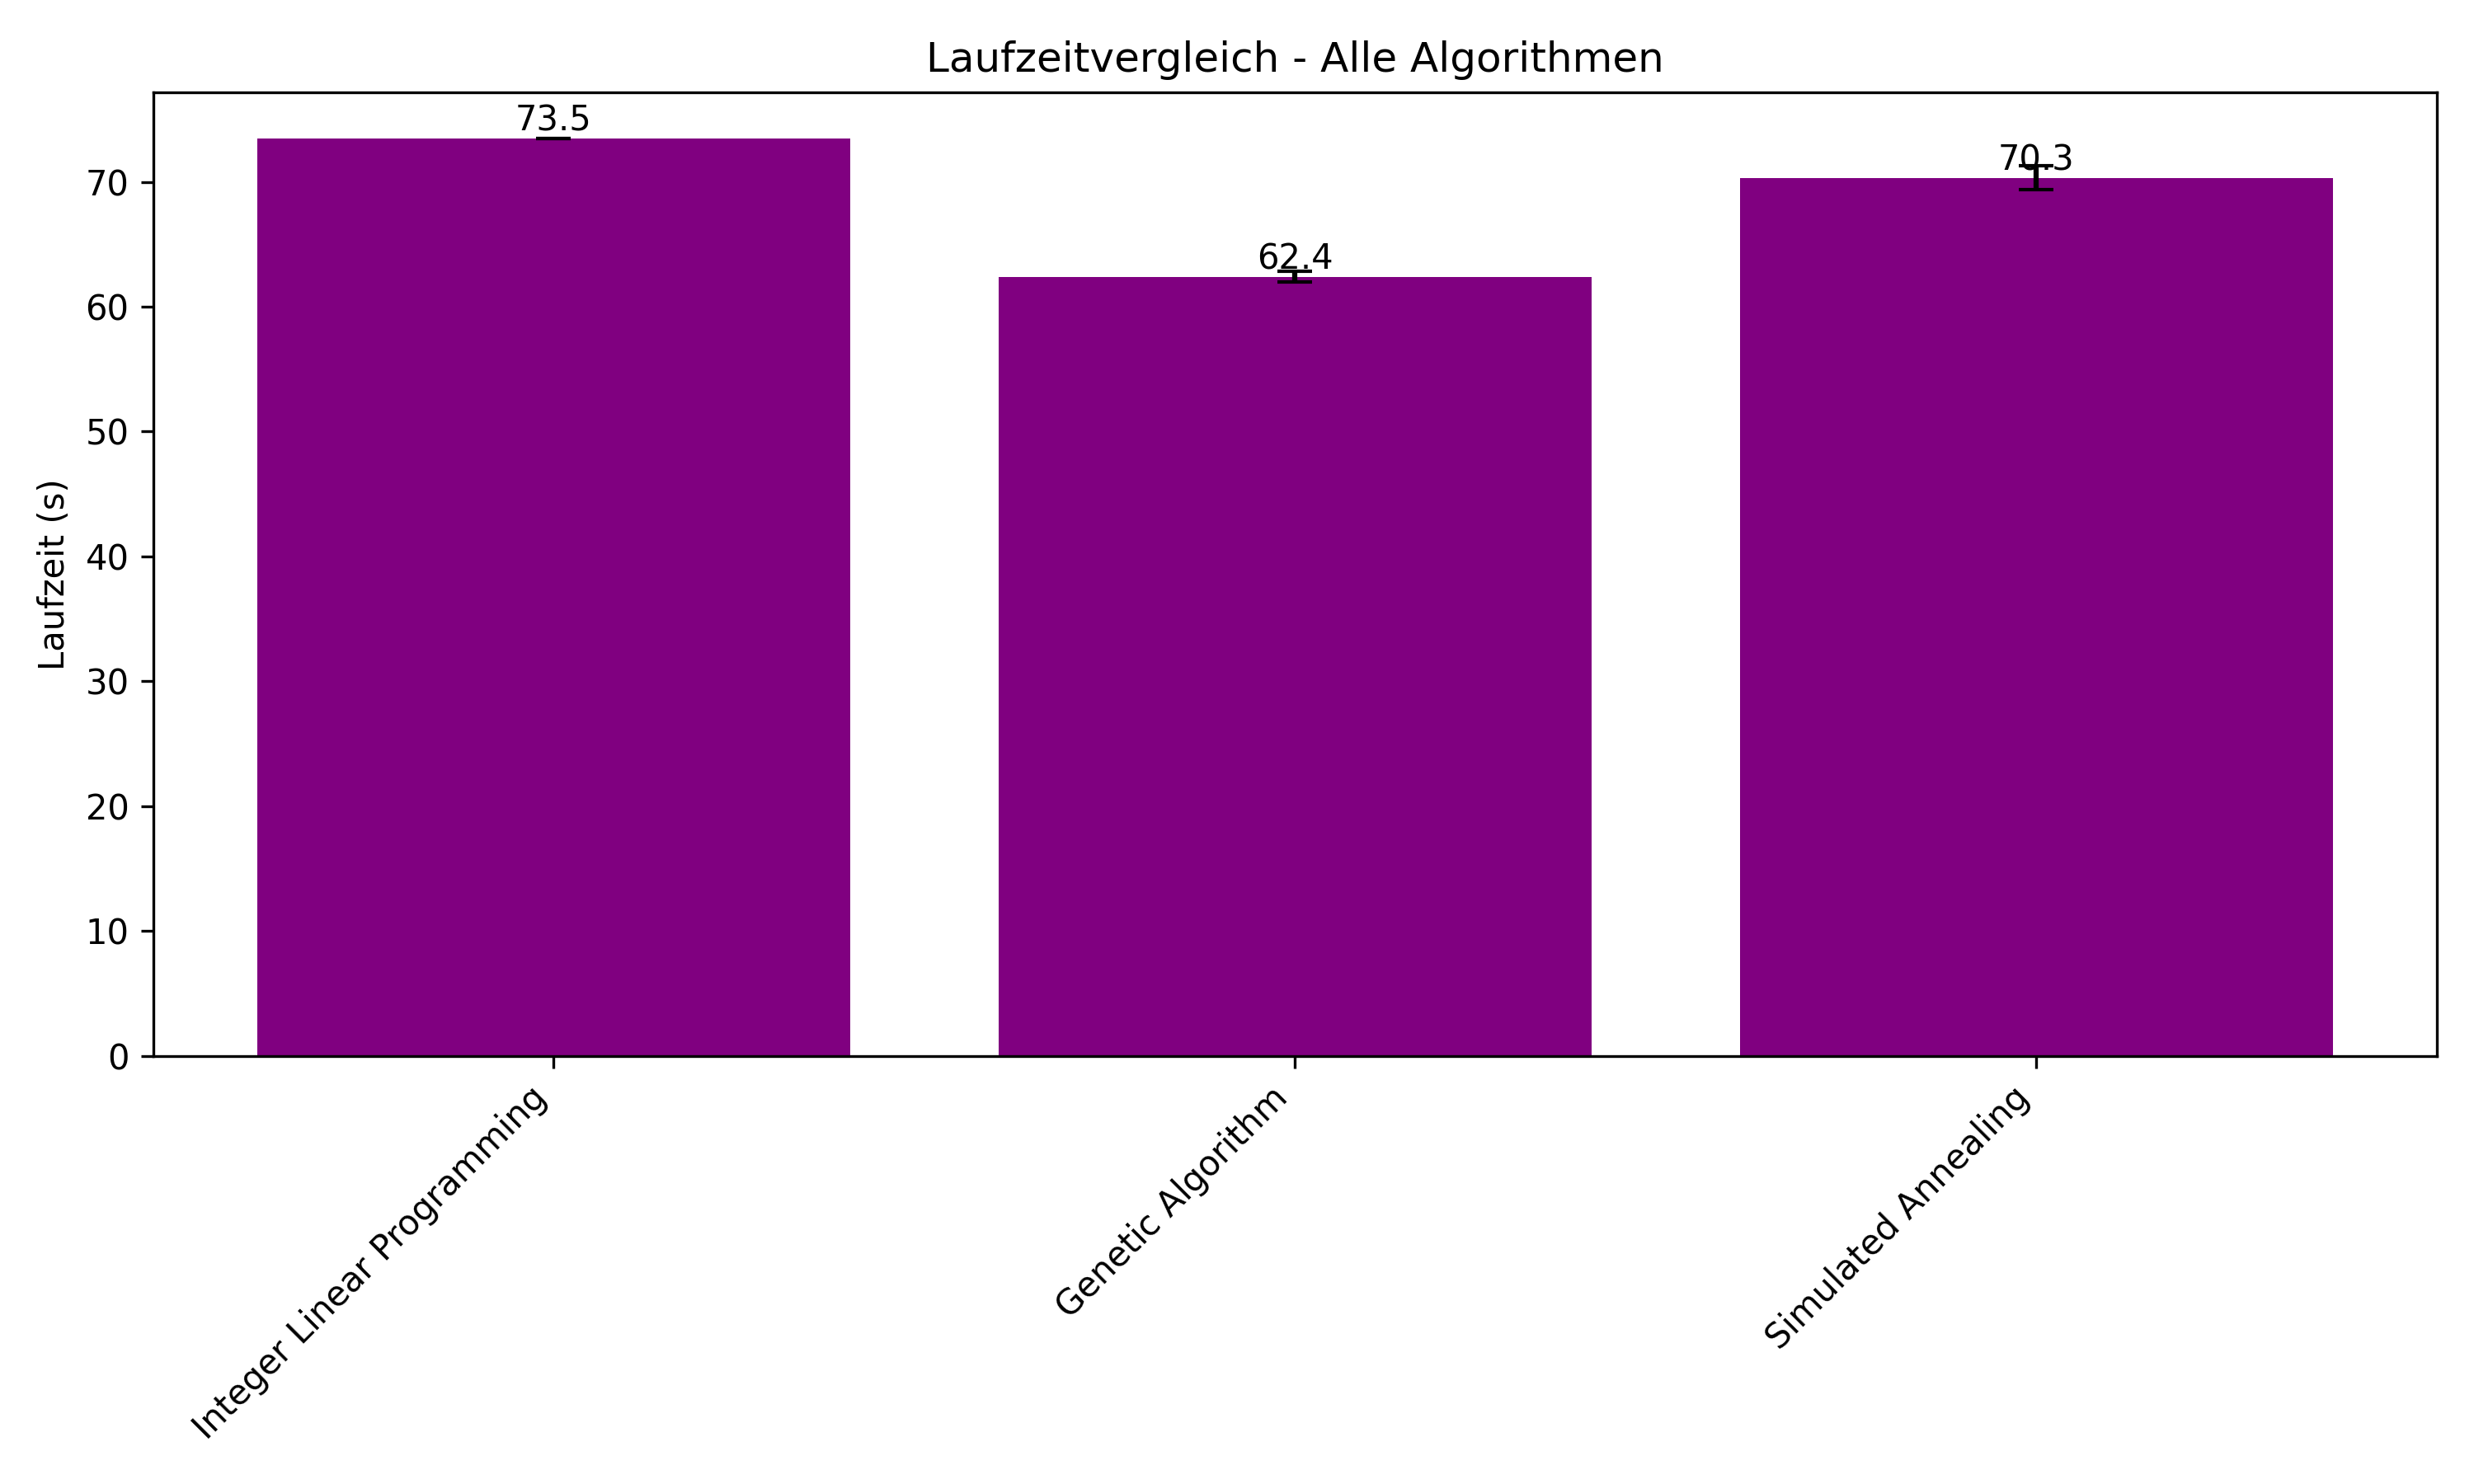 Laufzeitvergleich - Alle Algorithmen
73.5
62.4
70.3
Laufzeit (s)
70
60
50
40
30
20
10
0
Integer Linear Programming
Genetic Algorithm
Simulated Annealing